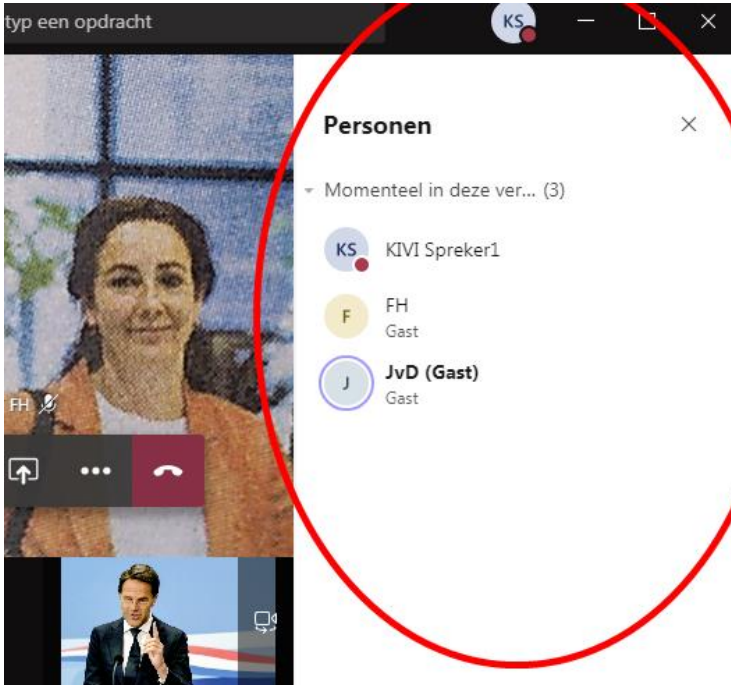 typ een opdracht
KS
Personen
Momenteel in deze ver... (3)
KS KIVI Spreker1
F FH
Gast
J JvD (Gast)
Gast
FH